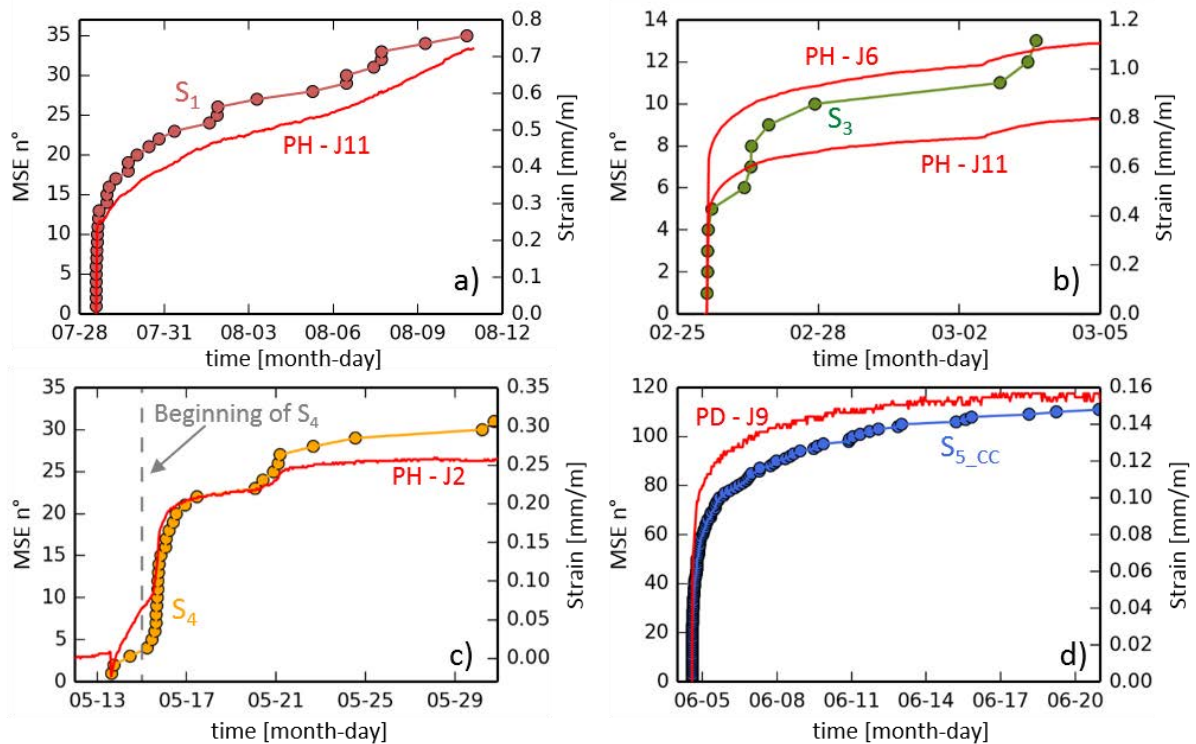 35
30
25
20
15
10
5
0
MSE n°
0.8
0.7
0.6
0.5
0.4
0.3
0.2
0.1
0.0
Strain [mm/m]
S1
PH - J11
a)
07-28 07-31 08-03 08-06 08-09 08-12
time [month-day]
14
12
10
8
6
4
2
0
MSE n°
1.2
1.0
0.8
0.6
0.4
0.2
0.0
Strain [mm/m]
PH - J6
S3
PH - J11
b)
02-25 02-28 03-02 03-05
time [month-day]
35
30
25
20
15
10
5
0
MSE n°
0.35
0.30
0.25
0.20
0.15
0.10
0.05
0.00
Strain [mm/m]
Beginning of S4
PH - J2
S4
c)
05-13 05-17 05-21 05-25 05-29
time [month-day]
120
100
80
60
40
20
0
MSE n°
0.16
0.14
0.12
0.10
0.08
0.06
0.04
0.02
0.00
Strain [mm/m]
PD - J9
S5_CC
d)
06-05 06-08 06-11 06-14 06-17 06-20
time [month-day]